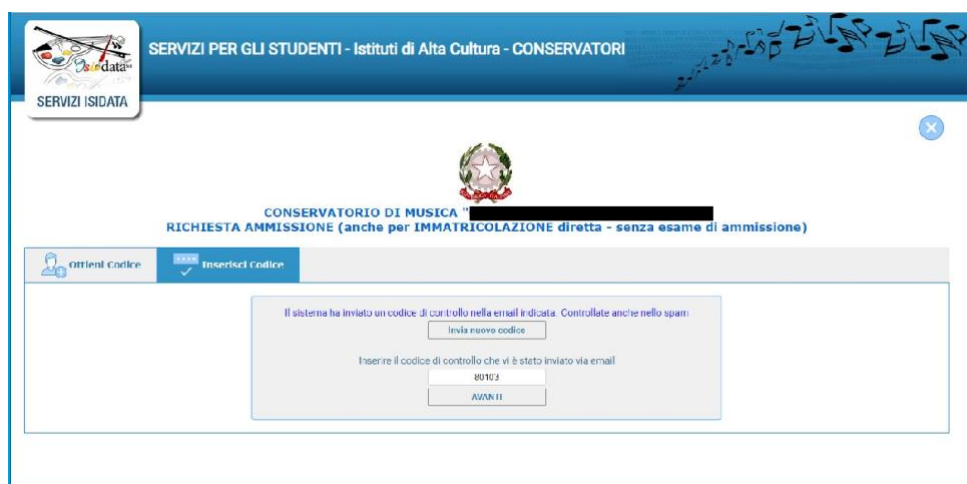 SERVIZI PER GLI STUDENTI - Istituti di Alta Cultura - CONSERVATORI
Isidata
SERVIZI ISIDATA
CONSERVATORIO DI MUSICA "
RICHIESTA AMMISSIONE (anche per IMMATRICOLAZIONE diretta - senza esame di ammissione)
Ottieni Codice
Inserisci Codice
Il sistema ha inviato un codice di controllo nella email indicata. Controllate anche nello spam
Invia nuovo codice
Inserire il codice di controllo che vi è stato inviato via email
80103
AVANTI